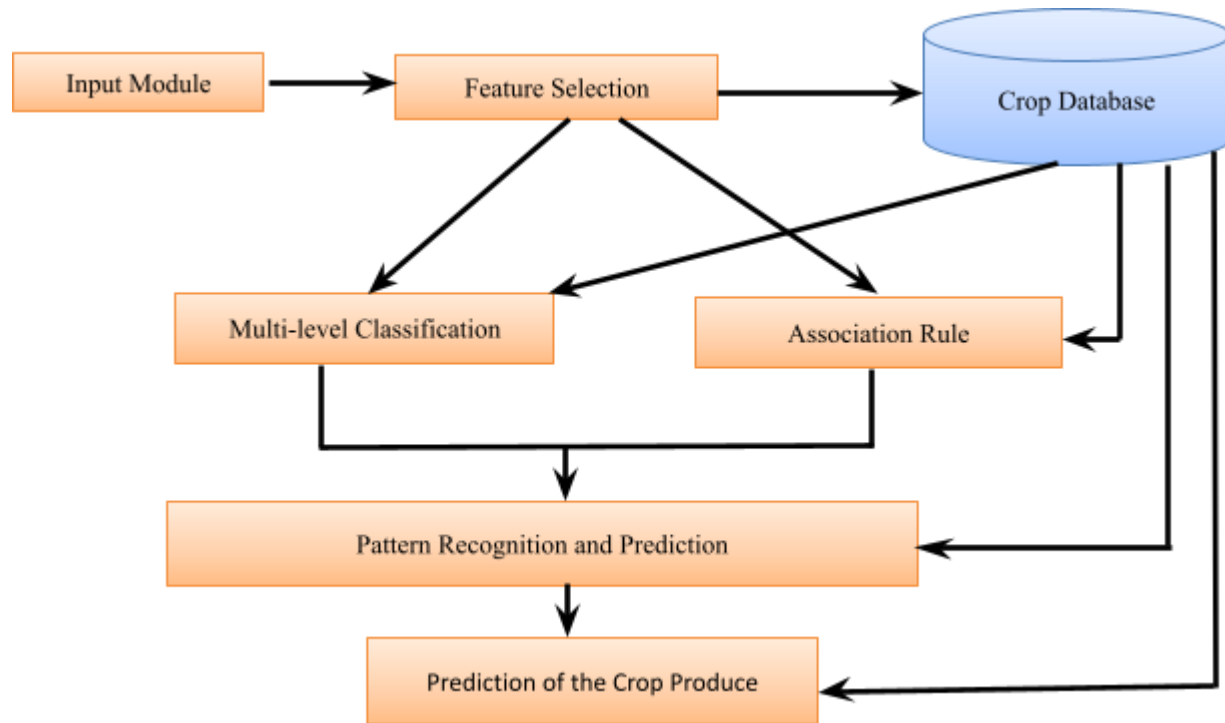 Input Module
Feature Selection
Crop Database
Multi-level Classification
Association Rule
Pattern Recognition and Prediction
Prediction of the Crop Produce